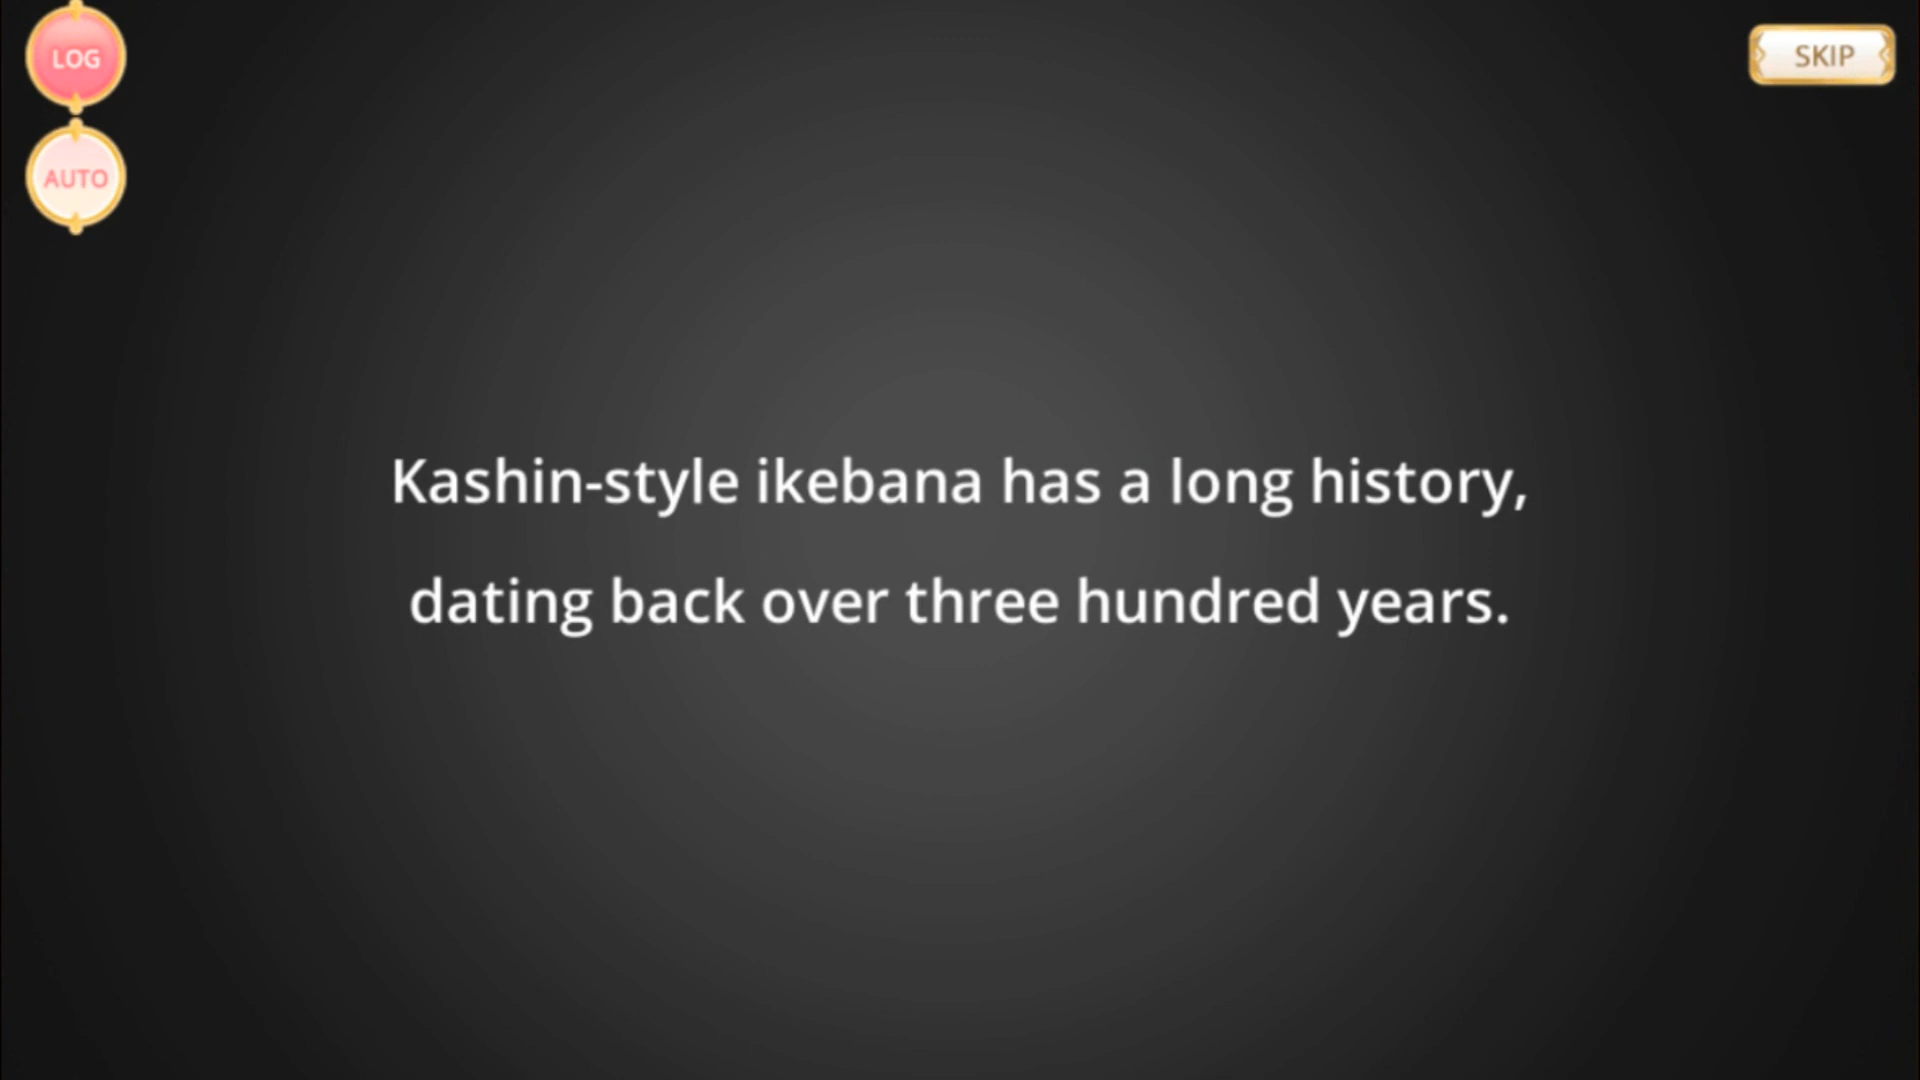 LOG
SKIP
AUTO
Kashin-style ikebana has a long history,
dating back over three hundred years.